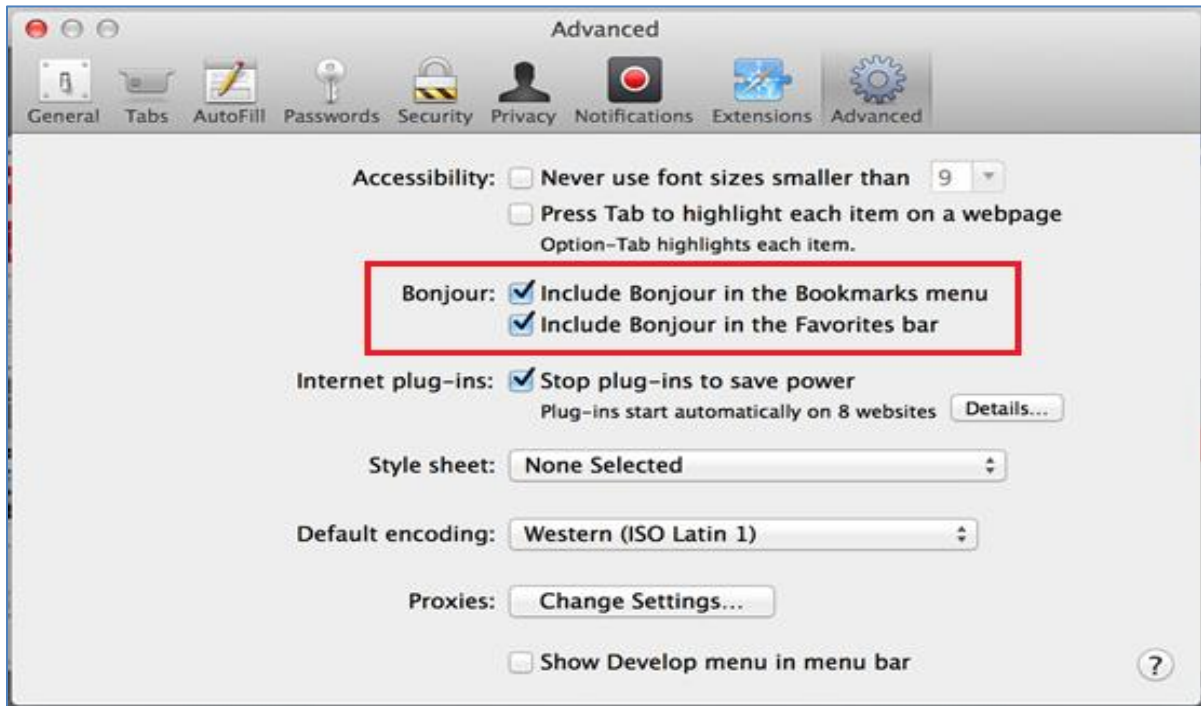 Advanced
General Tabs AutoFill Passwords Security Privacy Notifications Extensions Advanced
Accessibility: Never use font sizes smaller than 9
Press Tab to highlight each item on a webpage
Option-Tab highlights each item.
Bonjour: Include Bonjour in the Bookmarks menu
Include Bonjour in the Favorites bar
Internet plug-ins: Stop plug-ins to save power
Plug-ins start automatically on 8 websites Details...
Style sheet: None Selected
Default encoding: Western (ISO Latin 1)
Proxies: Change Settings...
Show Develop menu in menu bar
?